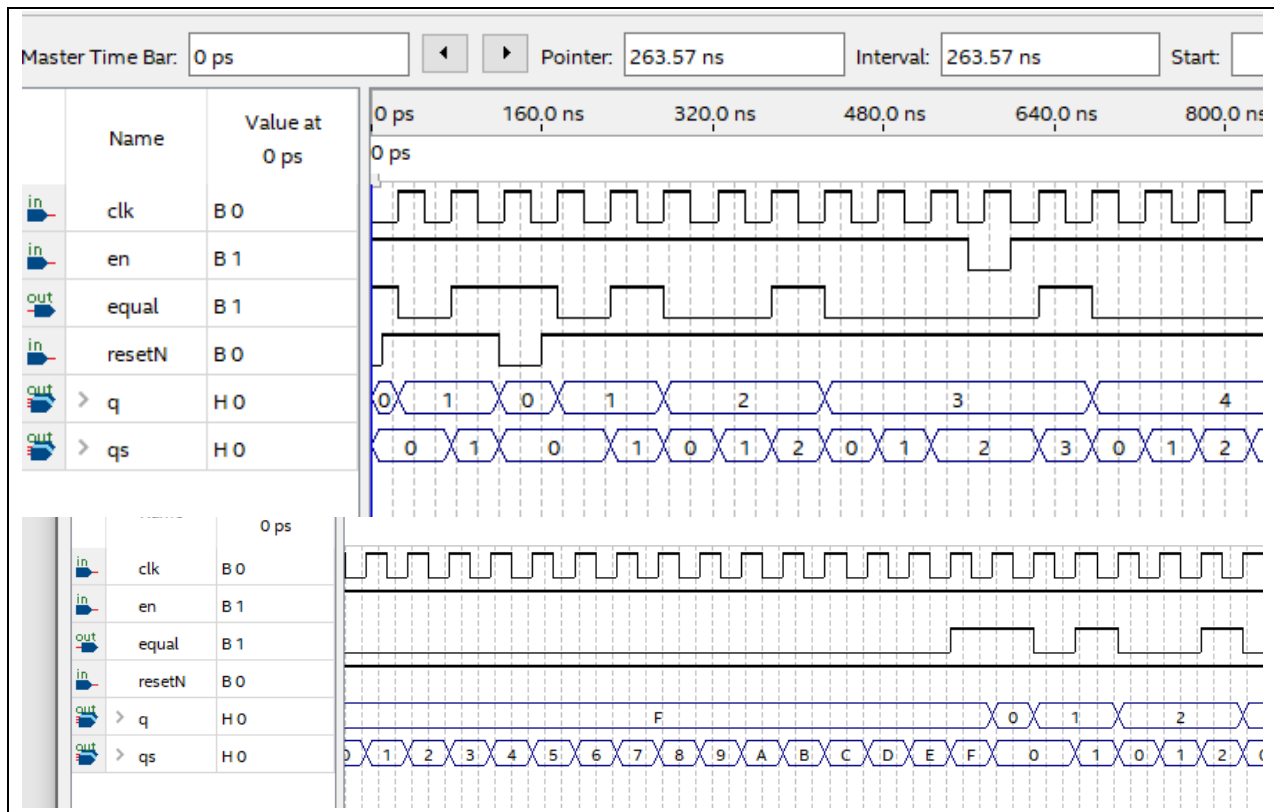 Master Time Bar: 0 ps Pointer: 263.57 ns Interval: 263.57 ns Start:
Name Value at 0 ps 0 ps 160.0 ns 320.0 ns 480.0 ns 640.0 ns 800.0 ns
0 ps
in clk B 0
in en B 1
out equal B 1
in resetN B 0
out > q H 0 0 1 0 1 2 3 4
out > qs H 0 0 1 0 1 0 1 2 0 1 2 3 0 1 2
0 ps
in clk B 0
in en B 1
out equal B 1
in resetN B 0
out > q H 0 F 0 1 2
out > qs H 0 0 1 2 3 4 5 6 7 8 9 A B C D E F 0 1 0 1 2 0